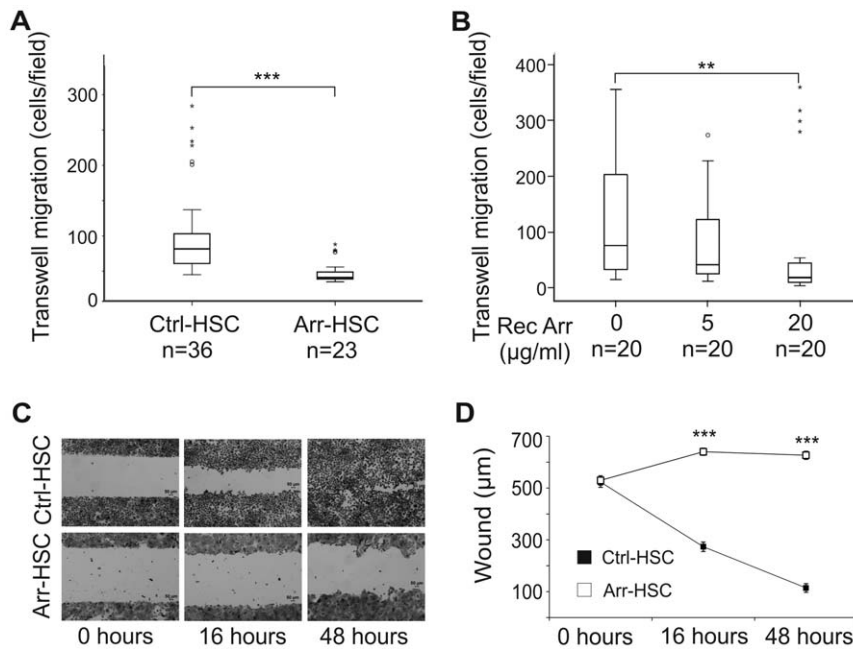 A
Transwell migration (cells/field)
300
200
100
0
***
Ctrl-HSC
n=36
Arr-HSC
n=23
B
Transwell migration (cells/field)
400
300
200
100
0
**
Rec Arr
(µg/ml)
0 5 20
n=20 n=20 n=20
C
Ctrl-HSC
Arr-HSC
0 hours 16 hours 48 hours
D
Wound (µm)
700
500
300
100
*** ***
Ctrl-HSC
Arr-HSC
0 hours 16 hours 48 hours